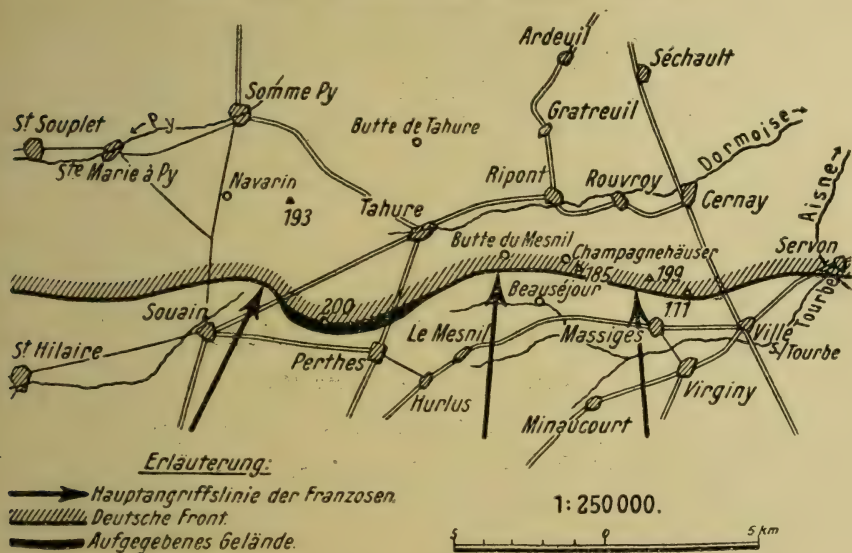 Ardeuil
Séchault
Somme Py
Gratreuil
← Py
Butte de Tahure
St Souplet
Dormoise →
Ste Marie à Py
Navarin
Ripont
Rouvroy
Aisne →
193
Tahure
Cernay
Butte du Mesnil
Champagnehäuser
Servon
185
199
Beauséjour
111
200
Souain
Le Mesnil
Massiges
Ville
s/Tourbe
Tourbe
St Hilaire
Perthes
Hurlus
Virginy
Minaucourt
Erläuterung:
Hauptangriffslinie der Franzosen.
1:250000.
Deutsche Front.
Aufgegebenes Gelände.
5 0 5 km